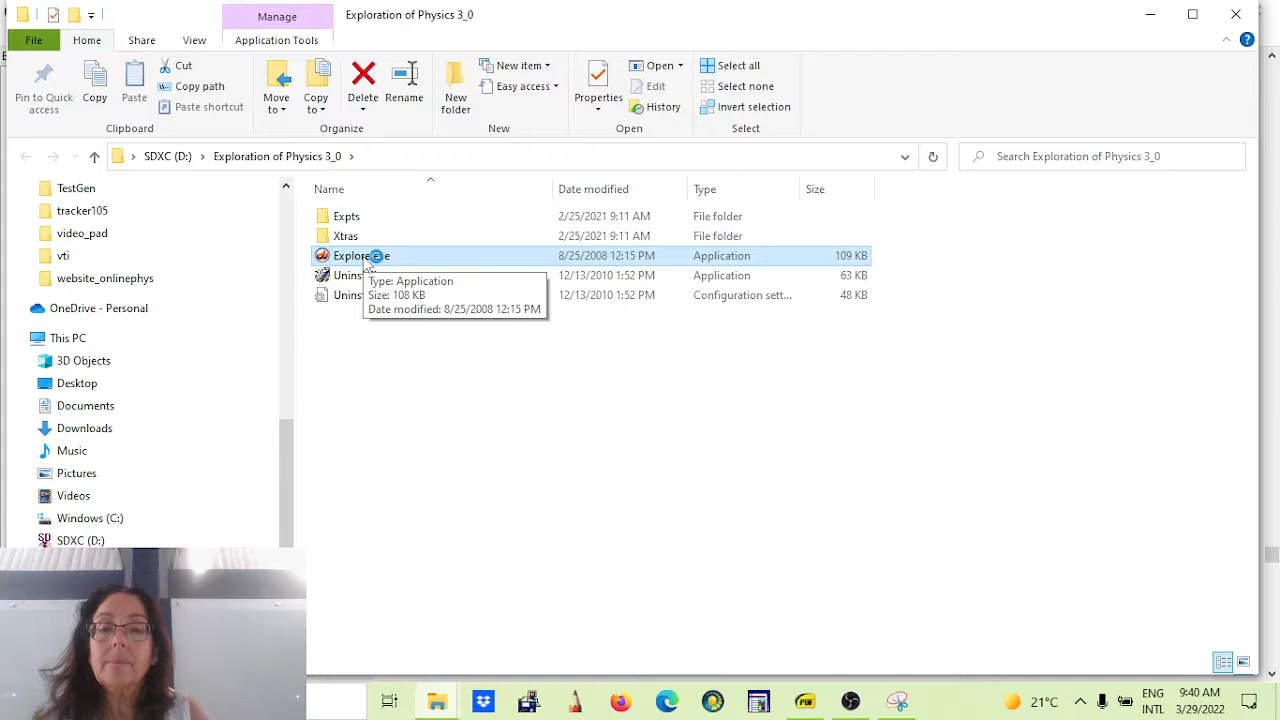 Manage
Exploration of Physics 3_0
File
Home
Share
View
Application Tools
Pin to Quick
access
Copy
Paste
Cut
Copy path
Paste shortcut
Clipboard
Move
to
Copy
to
Delete
Rename
Organize
New
folder
New item
Easy access
New
Properties
Open
Edit
History
Open
Select all
Select none
Invert selection
Select
SDXC (D:) > Exploration of Physics 3_0 >
Search Exploration of Physics 3_0
Name
Date modified
Type
Size
TestGen
tracker105
video_pad
vti
website_onlinephys
OneDrive - Personal
This PC
3D Objects
Desktop
Documents
Downloads
Music
Pictures
Videos
Windows (C:)
SDXC (D:)
Expts 2/25/2021 9:11 AM File folder
Xtras 2/25/2021 9:11 AM File folder
8/25/2008 12:15 PM Application 109 KB
12/13/2010 1:52 PM Application 63 KB
12/13/2010 1:52 PM Configuration sett... 48 KB
Type: Application
Size: 108 KB
Date modified: 8/25/2008 12:15 PM
PDF
21°C
ENG
INTL
9:40 AM
3/29/2022